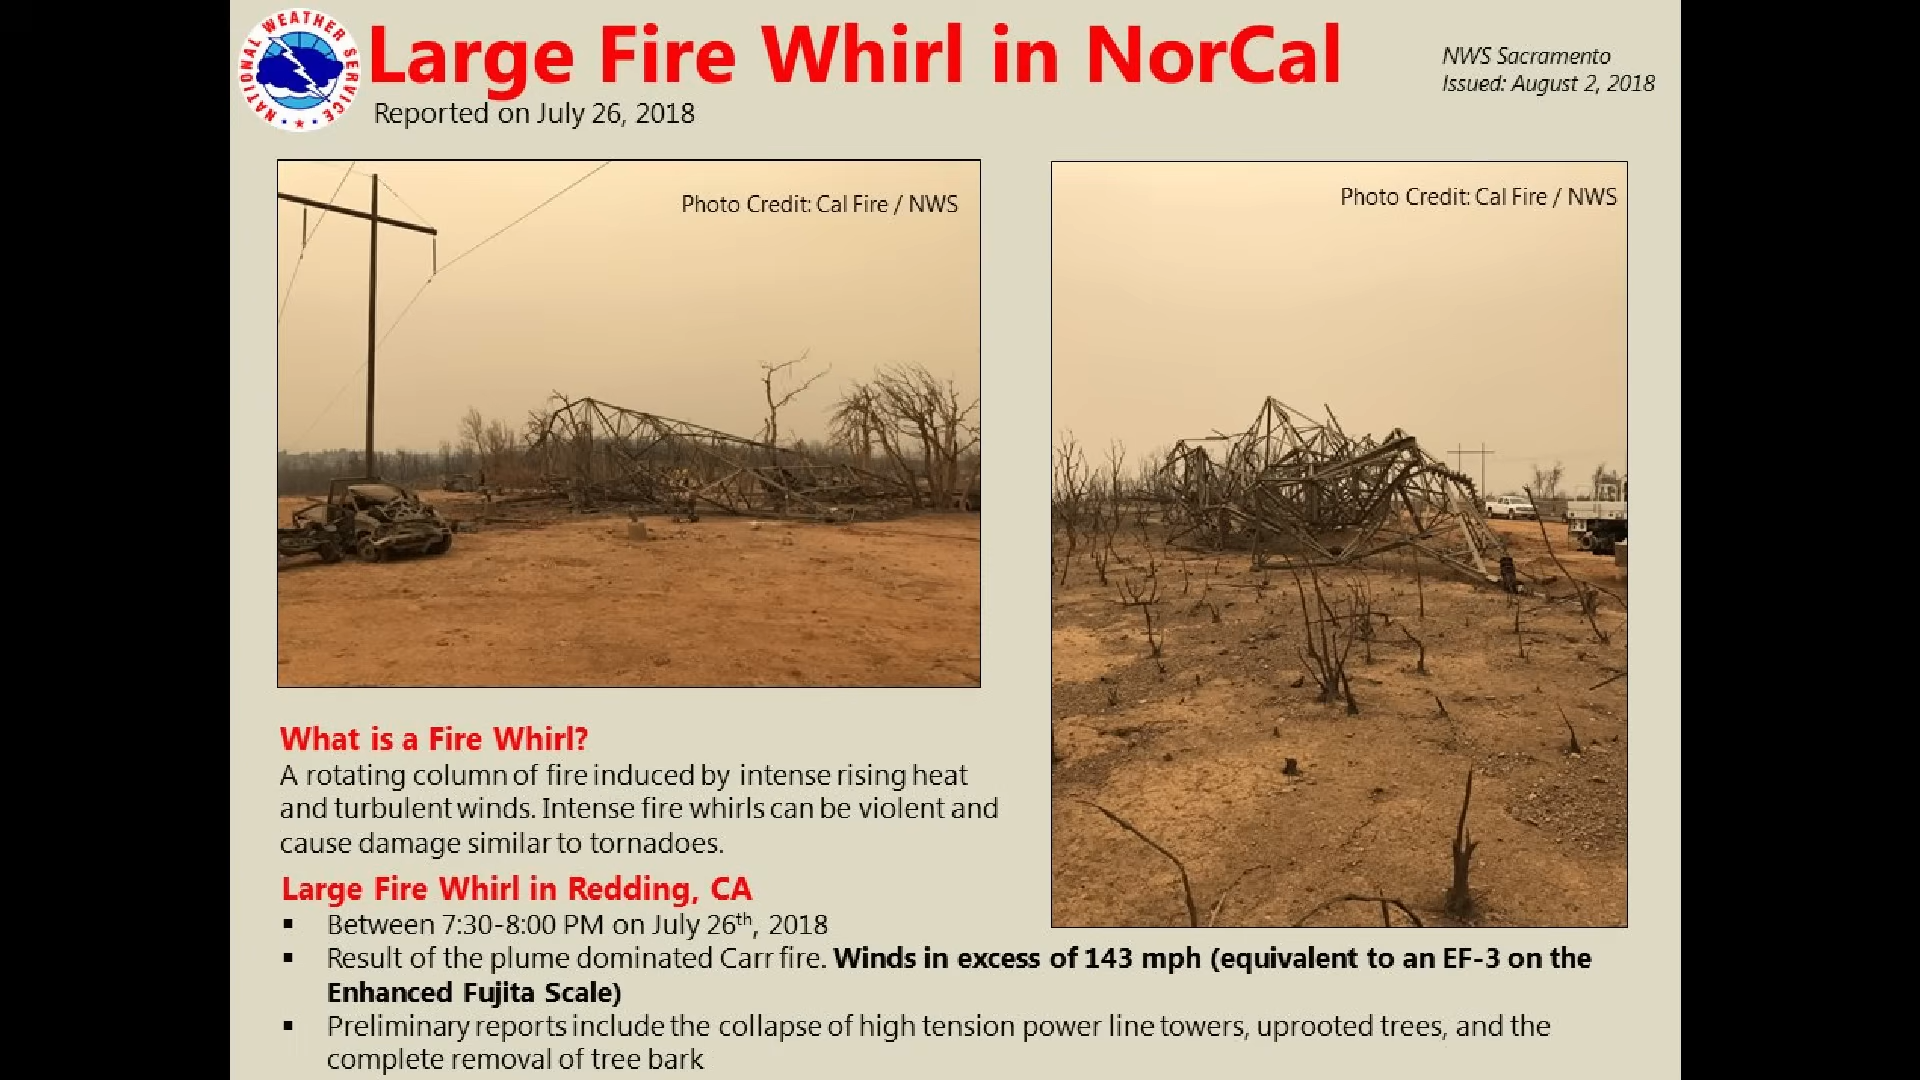 NATIONAL WEATHER SERVICE
Large Fire Whirl in NorCal
Reported on July 26, 2018
NWS Sacramento
Issued: August 2, 2018
Photo Credit: Cal Fire / NWS
Photo Credit: Cal Fire / NWS
What is a Fire Whirl?
A rotating column of fire induced by intense rising heat
and turbulent winds. Intense fire whirls can be violent and
cause damage similar to tornadoes.
Large Fire Whirl in Redding, CA
▪ Between 7:30-8:00 PM on July 26th, 2018
▪ Result of the plume dominated Carr fire. Winds in excess of 143 mph (equivalent to an EF-3 on the
Enhanced Fujita Scale)
▪ Preliminary reports include the collapse of high tension power line towers, uprooted trees, and the
complete removal of tree bark